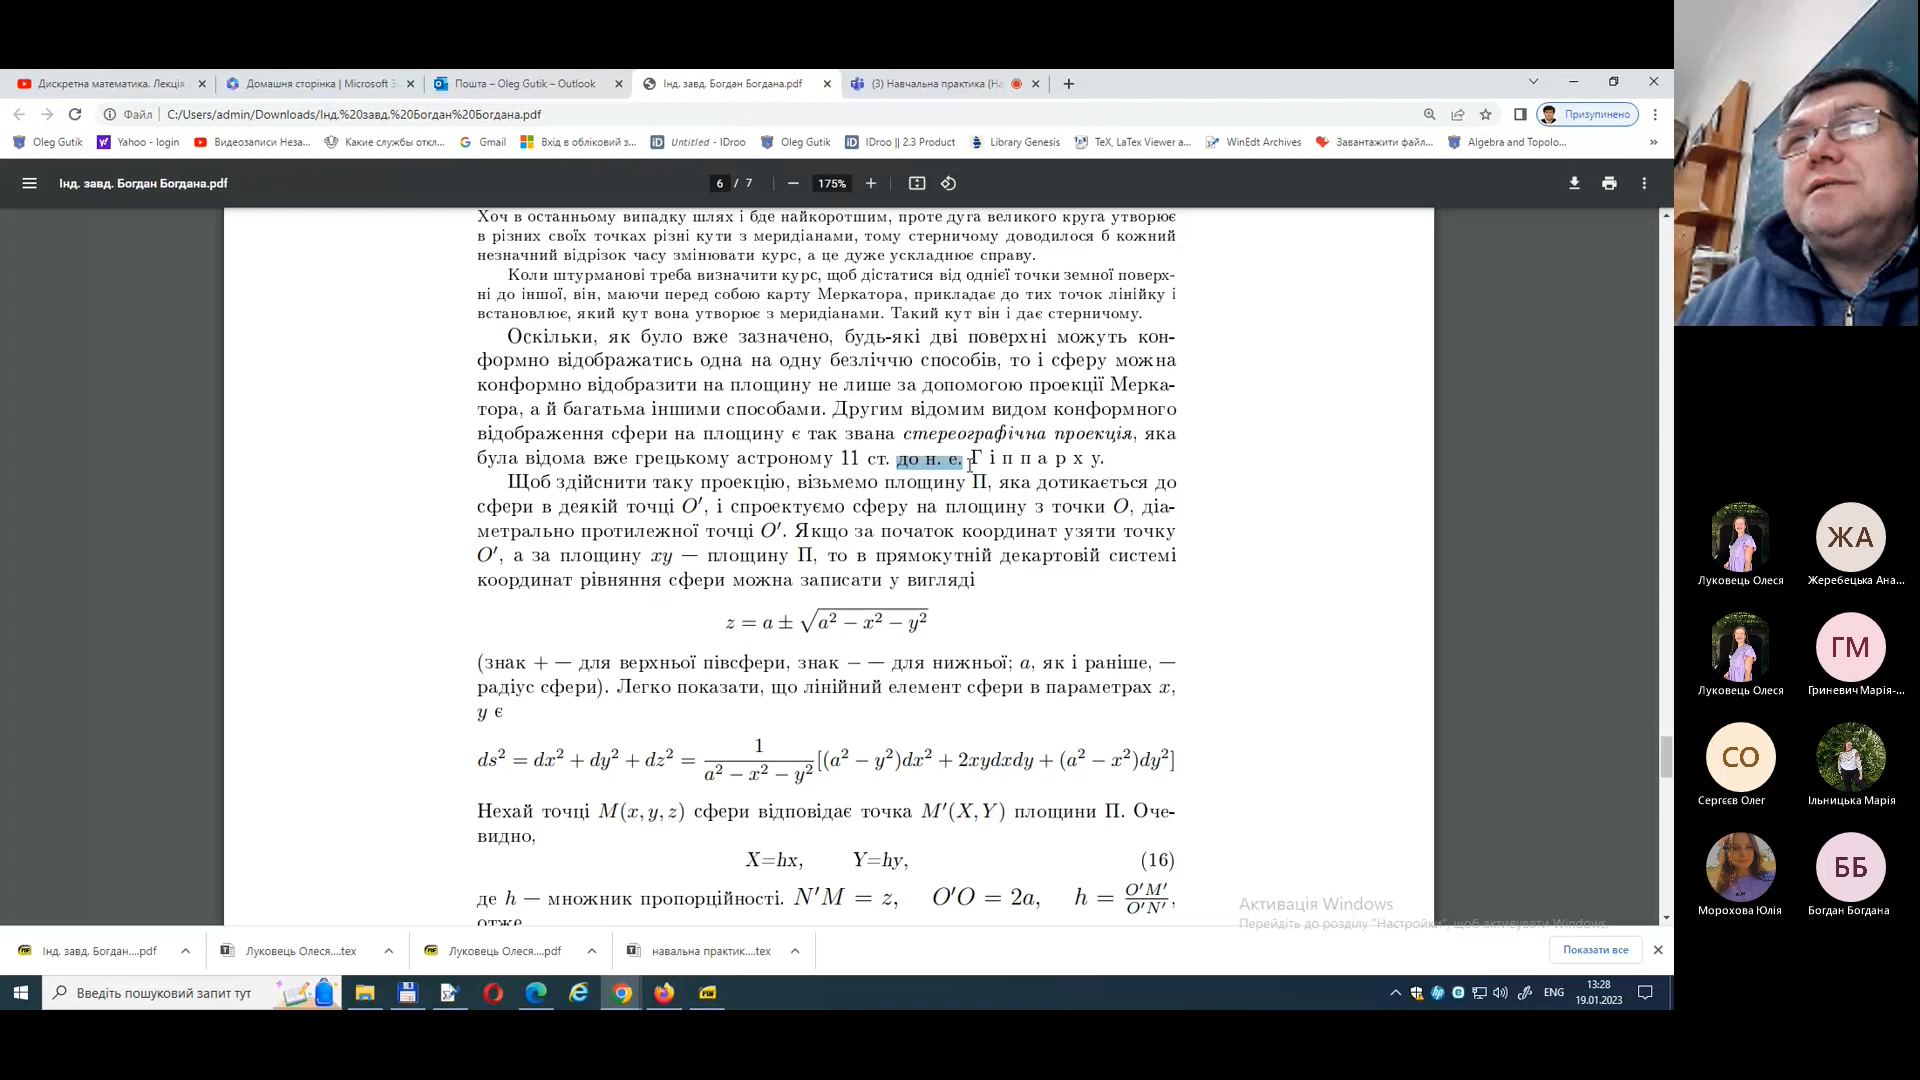 Дискретна математика. Лекція
Домашня сторінка | Microsoft 3
Пошта – Oleg Gutik – Outlook
Інд. завд. Богдан Богдана.pdf
(3) Навчальна практика (На
Файл | C:/Users/admin/Downloads/Інд.%20завд.%20Богдан%20Богдана.pdf
Призупинено
Oleg Gutik
Yahoo - login
Видеозаписи Неза...
Какие службы откл...
Gmail
Вхід в обліковий з...
Untitled - IDroo
Oleg Gutik
IDroo || 2.3 Product
Library Genesis
TeX, LaTex Viewer a...
WinEdt Archives
Завантажити файл...
Algebra and Topolo...
»
Інд. завд. Богдан Богдана.pdf
6 / 7
175%
Хоч в останньому випадку шлях і бде найкоротшим, проте дуга великого круга утворює
в різних своїх точках різні кути з меридіанами, тому стерничому доводилося б кожний
незначний відрізок часу змінювати курс, а це дуже ускладнює справу.
Коли штурманові треба визначити курс, щоб дістатися від однієї точки земної поверх-
ні до іншої, він, маючи перед собою карту Меркатора, прикладає до тих точок лінійку і
встановлює, який кут вона утворює з меридіанами. Такий кут він і дає стерничому.
Оскільки, як було вже зазначено, будь-які дві поверхні можуть кон-
формно відображатись одна на одну безліччю способів, то і сферу можна
конформно відобразити на площину не лише за допомогою проекції Мерка-
тора, а й багатьма іншими способами. Другим відомим видом конформного
відображення сфери на площину є так звана стереографічна проекція, яка
була відома вже грецькому астроному 11 ст. до н. е. Г і п п а р х у.
Щоб здійснити таку проекцію, візьмемо площину П, яка дотикається до
сфери в деякій точці O′, і спроектуємо сферу на площину з точки O, діа-
метрально протилежної точці O′. Якщо за початок координат узяти точку
O′, а за площину xy — площину П, то в прямокутній декартовій системі
координат рівняння сфери можна записати у вигляді
z = a ± √(a² − x² − y²)
(знак + — для верхньої півсфери, знак − — для нижньої; a, як і раніше, —
радіус сфери). Легко показати, що лінійний елемент сфери в параметрах x,
y є
ds² = dx² + dy² + dz² = 1/(a² − x² − y²)[(a² − y²)dx² + 2xydxdy + (a² − x²)dy²]
Нехай точці M(x, y, z) сфери відповідає точка M′(X, Y) площини П. Оче-
видно,
X=hx, Y=hy, (16)
де h — множник пропорційності. N′M = z, O′O = 2a, h = O′M′/O′N′,
отже
Активація Windows
Перейдіть до розділу "Настройки", щоб активувати Windows.
Луковець Олеся
ЖА
Жеребецька Ана...
Луковець Олеся
ГМ
Гриневич Марія-...
СО
Сергєєв Олег
Ільницька Марія
Морохова Юлія
ББ
Богдан Богдана
Інд. завд. Богдан....pdf
Луковець Олеся....tex
Луковець Олеся....pdf
навальна практик....tex
Показати все
Введіть пошуковий запит тут
ENG
13:28
19.01.2023